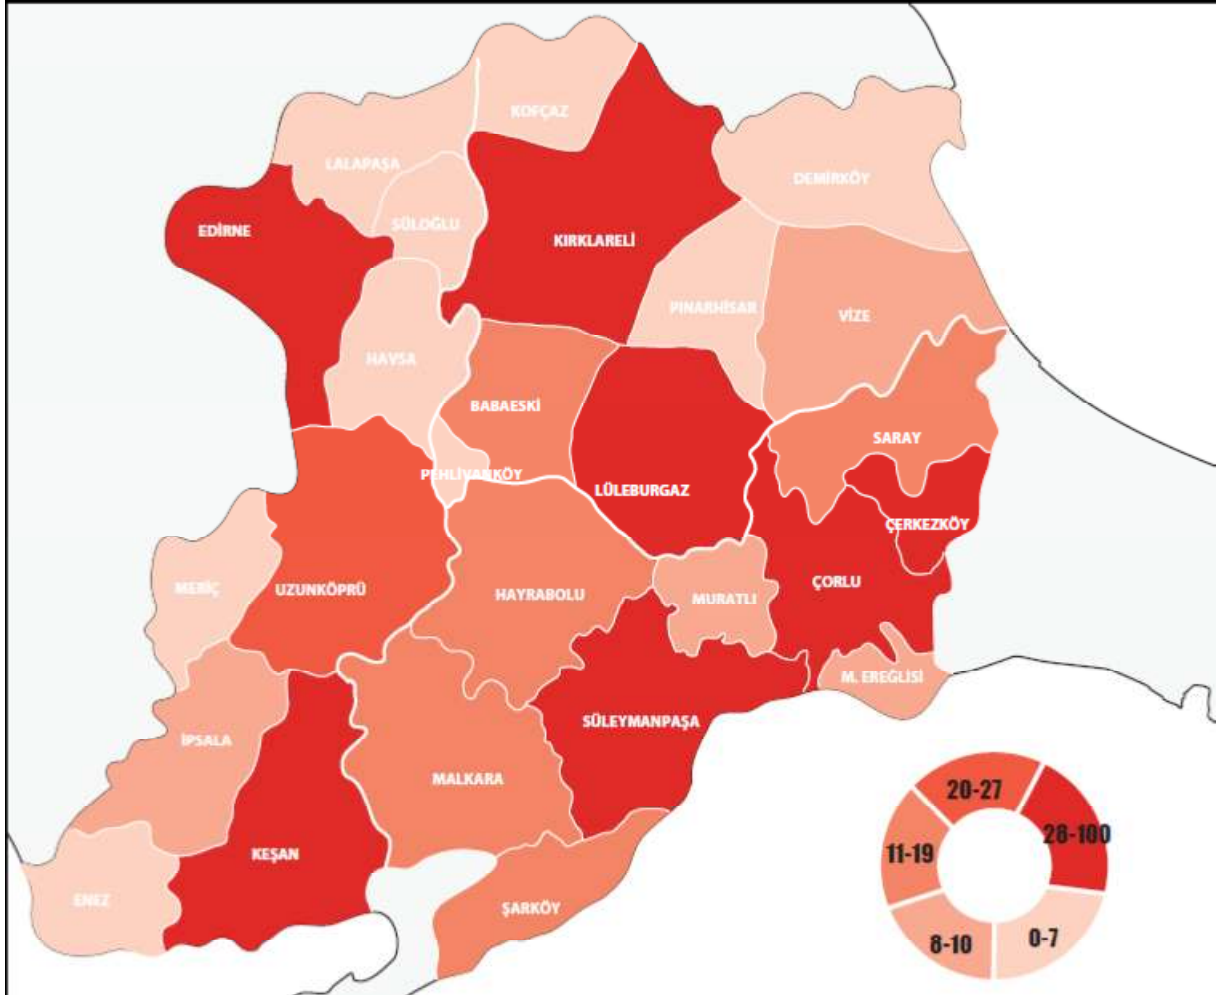 KOFÇAZ
LALAPAŞA
DEMİRKÖY
SÜLOĞLU
EDİRNE
KIRKLARELİ
PINARHİSAR
VİZE
HAVSA
BABAESKİ
SARAY
PEHLİVANKÖY
LÜLEBURGAZ
ÇERKEZKÖY
MERİÇ
UZUNKÖPRÜ
HAYRABOLU
MURATLI
ÇORLU
M. EREĞLİSİ
SÜLEYMANPAŞA
İPSALA
MALKARA
KEŞAN
ENEZ
ŞARKÖY
20-27
28-100
11-19
8-10
0-7